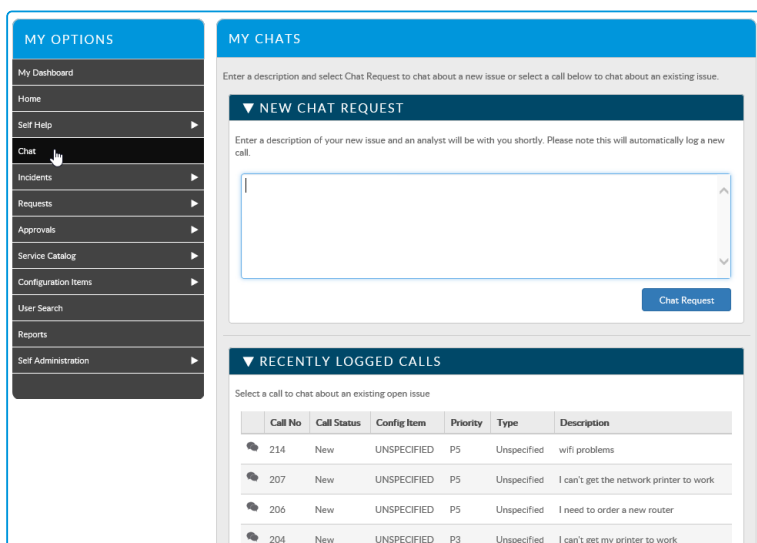 MY OPTIONS
My Dashboard
Home
Self Help
Chat
Incidents
Requests
Approvals
Service Catalog
Configuration Items
User Search
Reports
Self Administration
MY CHATS
Enter a description and select Chat Request to chat about a new issue or select a call below to chat about an existing issue.
NEW CHAT REQUEST
Enter a description of your new issue and an analyst will be with you shortly. Please note this will automatically log a new
call.
Chat Request
RECENTLY LOGGED CALLS
Select a call to chat about an existing open issue
Call No Call Status Config Item Priority Type Description
214 New UNSPECIFIED P5 Unspecified wifi problems
207 New UNSPECIFIED P5 Unspecified I can't get the network printer to work
206 New UNSPECIFIED P5 Unspecified I need to order a new router
204 New UNSPECIFIED P3 Unspecified I can't get my printer to work